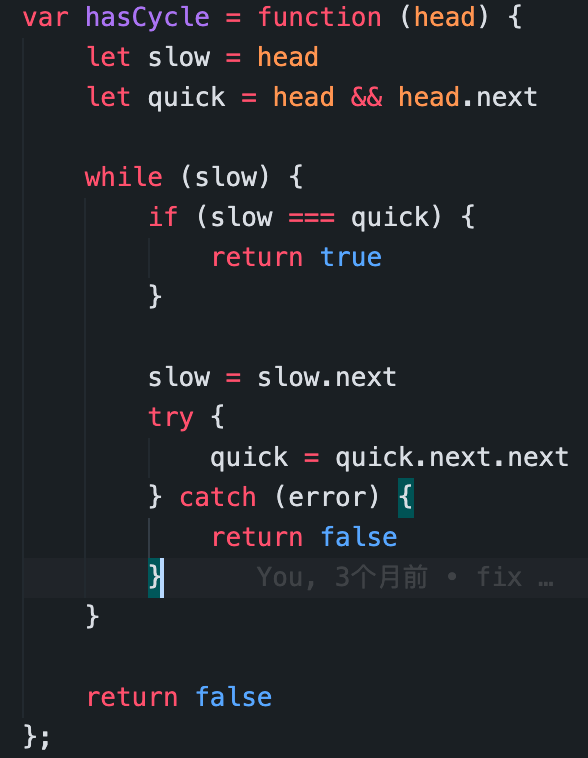 var hasCycle = function (head) {
    let slow = head
    let quick = head && head.next
    while (slow) {
        if (slow === quick) {
            return true
        }
        slow = slow.next
        try {
            quick = quick.next.next
        } catch (error) {
            return false
        }      You, 3个月前 • fix …
    }
    return false
};